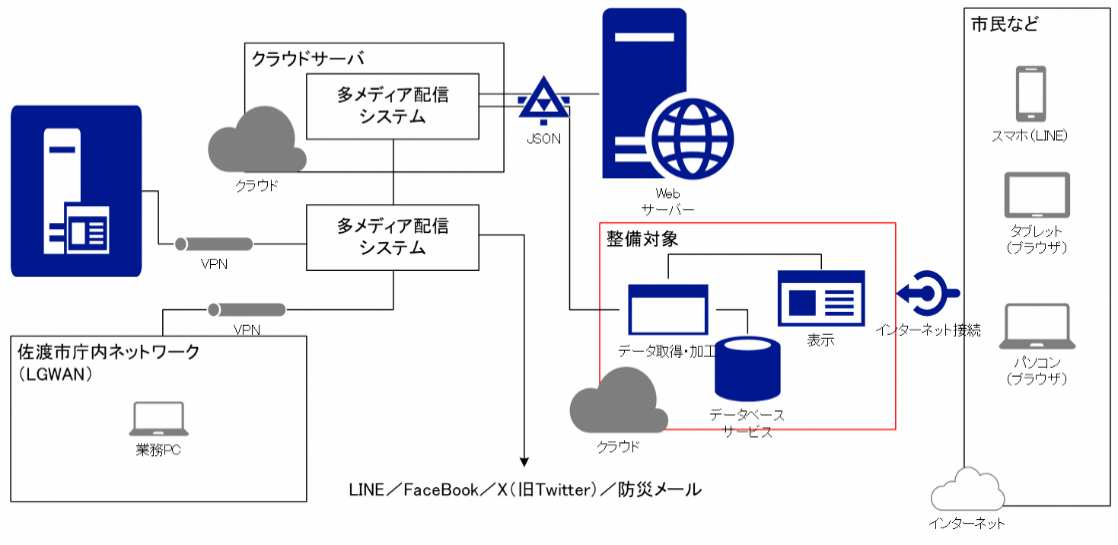 クラウドサーバ
多メディア配信
システム
クラウド
JSON
Web
サーバー
市民など
スマホ(LINE)
タブレット
(ブラウザ)
パソコン
(ブラウザ)
インターネット
多メディア配信
システム
VPN
VPN
佐渡市庁内ネットワーク
(LGWAN)
業務PC
整備対象
データ取得・加工
表示
データベース
サービス
クラウド
インターネット接続
LINE/FaceBook/X(旧Twitter)/防災メール